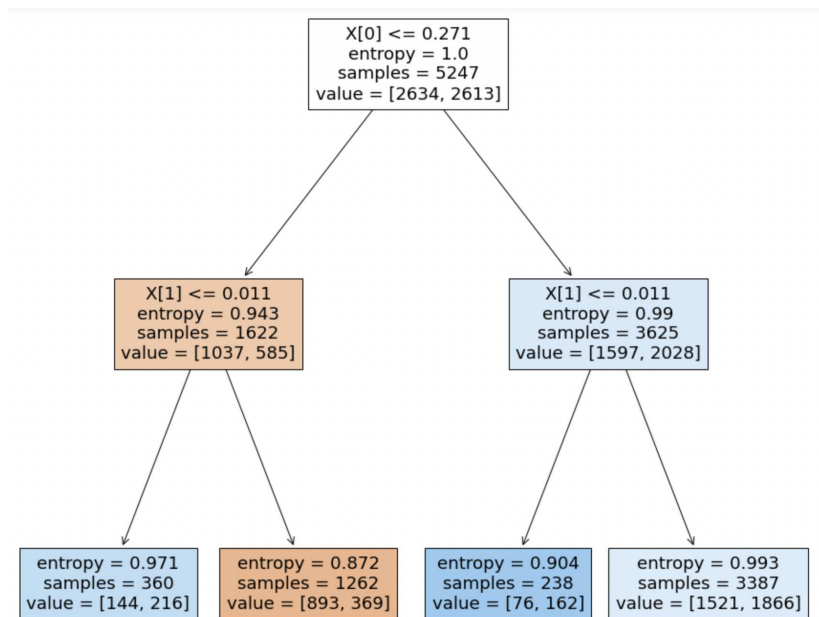 X[0] <= 0.271
entropy = 1.0
samples = 5247
value = [2634, 2613]
X[1] <= 0.011
entropy = 0.943
samples = 1622
value = [1037, 585]
X[1] <= 0.011
entropy = 0.99
samples = 3625
value = [1597, 2028]
entropy = 0.971
samples = 360
value = [144, 216]
entropy = 0.872
samples = 1262
value = [893, 369]
entropy = 0.904
samples = 238
value = [76, 162]
entropy = 0.993
samples = 3387
value = [1521, 1866]